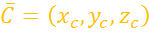 C̄ = (x_c, y_c, z_c)